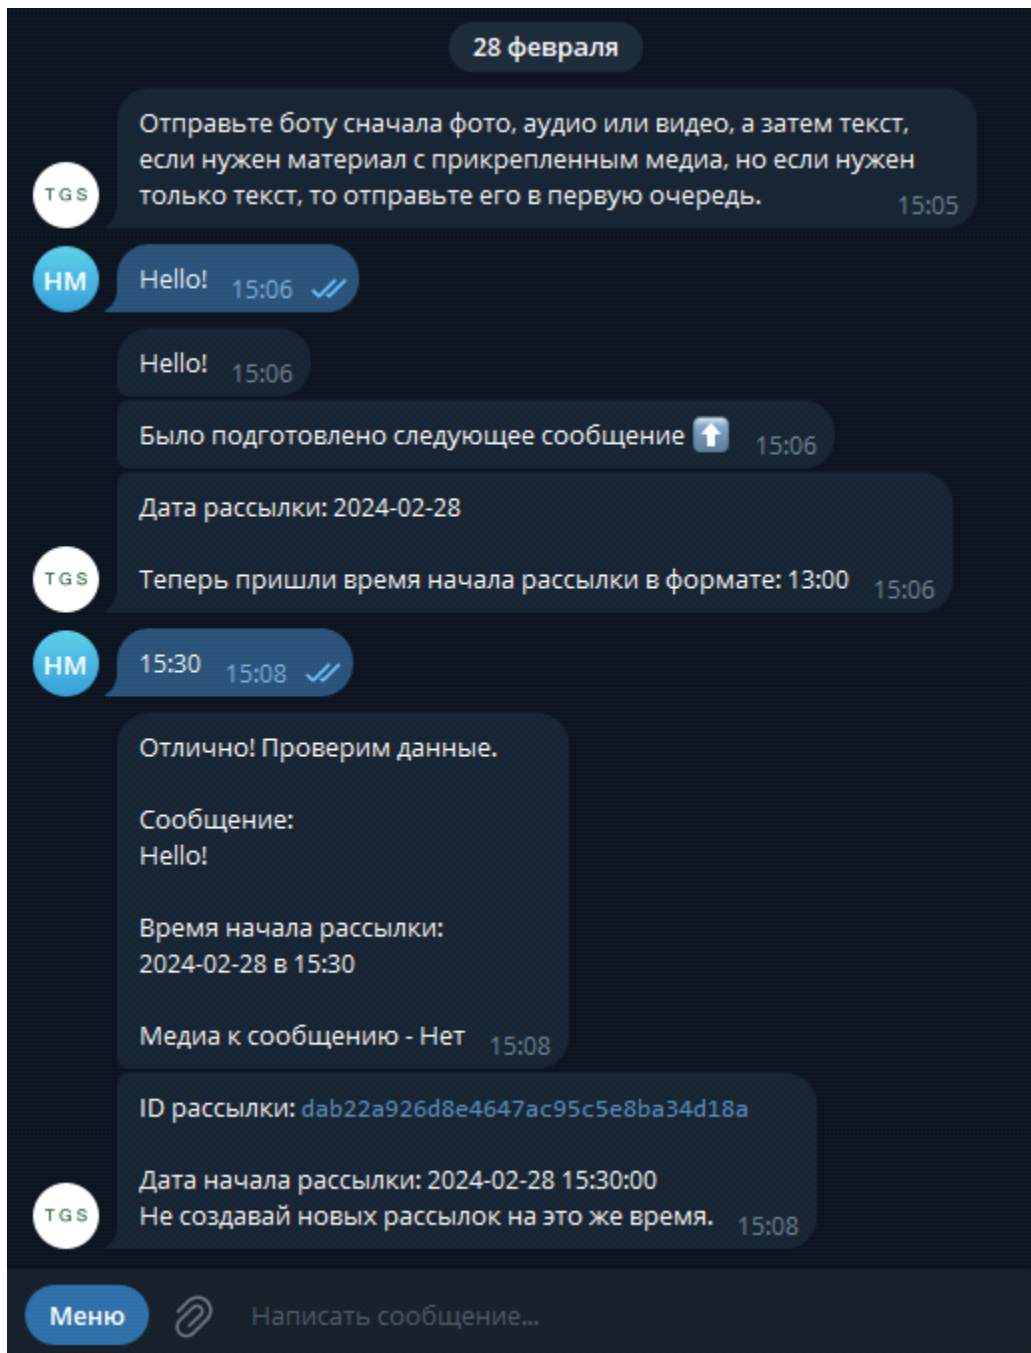 28 февраля
Отправьте боту сначала фото, аудио или видео, а затем текст,
если нужен материал с прикрепленным медиа, но если нужен
только текст, то отправьте его в первую очередь. 15:05
TGS
HM Hello! 15:06
Hello! 15:06
Было подготовлено следующее сообщение ⬆️ 15:06
Дата рассылки: 2024-02-28
Теперь пришли время начала рассылки в формате: 13:00 15:06
TGS
HM 15:30 15:08
Отлично! Проверим данные.
Сообщение:
Hello!
Время начала рассылки:
2024-02-28 в 15:30
Медиа к сообщению - Нет 15:08
ID рассылки: dab22a926d8e4647ac95c5e8ba34d18a
Дата начала рассылки: 2024-02-28 15:30:00
Не создавай новых рассылок на это же время. 15:08
TGS
Меню Написать сообщение...